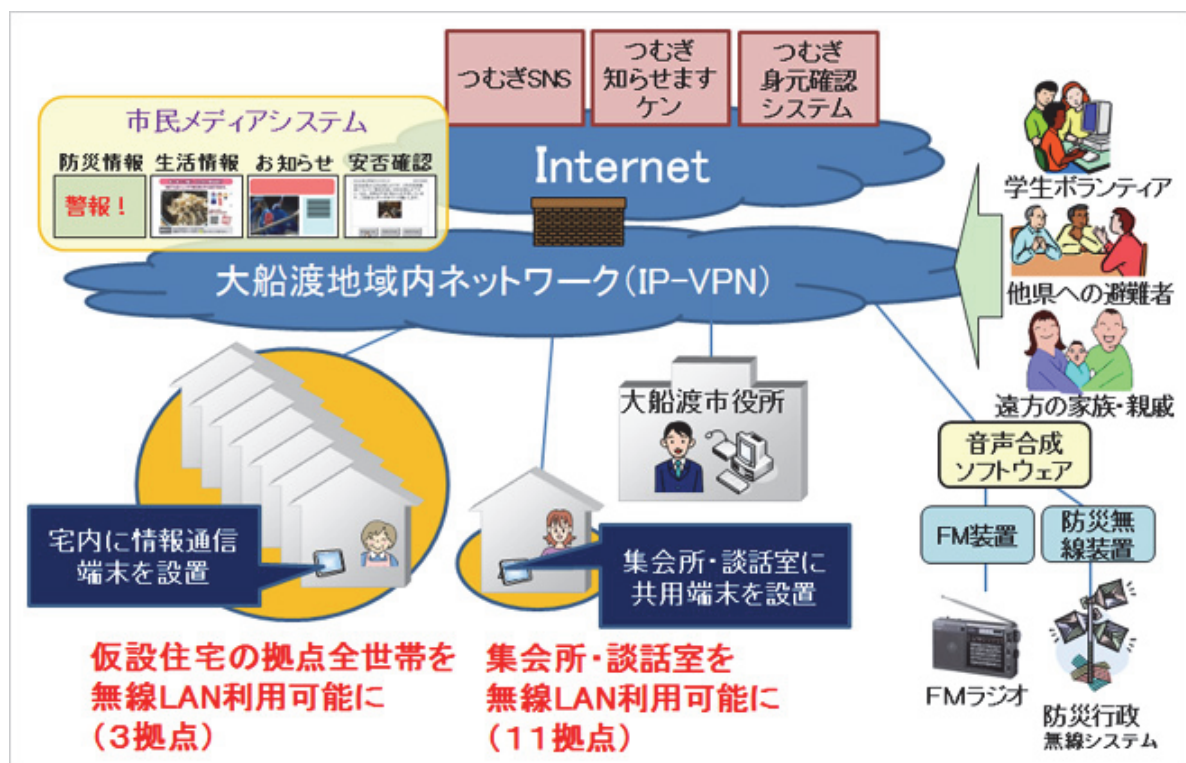 つむぎSNS
つむぎ
知らせます
ケン
つむぎ
身元確認
システム
市民メディアシステム
防災情報
生活情報
お知らせ
安否確認
警報！
Internet
大船渡地域内ネットワーク(IP-VPN)
学生ボランティア
他県への避難者
遠方の家族・親戚
大船渡市役所
音声合成
ソフトウェア
FM装置
防災無
線装置
宅内に情報通信
端末を設置
集会所・談話室に
共用端末を設置
FMラジオ
防災行政
無線システム
仮設住宅の拠点全世帯を
無線LAN利用可能に
(3拠点)
集会所・談話室を
無線LAN利用可能に
(11拠点)